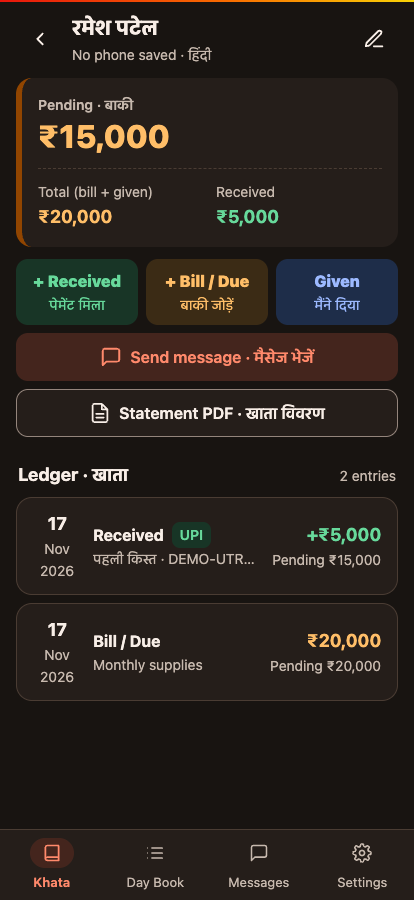 रमेश पटेल
No phone saved · हिंदी
Pending · बाकी
₹15,000
Total (bill + given)
Received
₹20,000
₹5,000
+ Received
पेमेंट मिला
+ Bill / Due
बाकी जोड़ें
Given
मैंने दिया
Send message · मैसेज भेजें
Statement PDF · खाता विवरण
Ledger · खाता
2 entries
17
Nov
2026
Received UPI
+₹5,000
पहली किस्त · DEMO-UTR...
Pending ₹15,000
17
Nov
2026
Bill / Due
₹20,000
Monthly supplies
Pending ₹20,000
Khata
Day Book
Messages
Settings